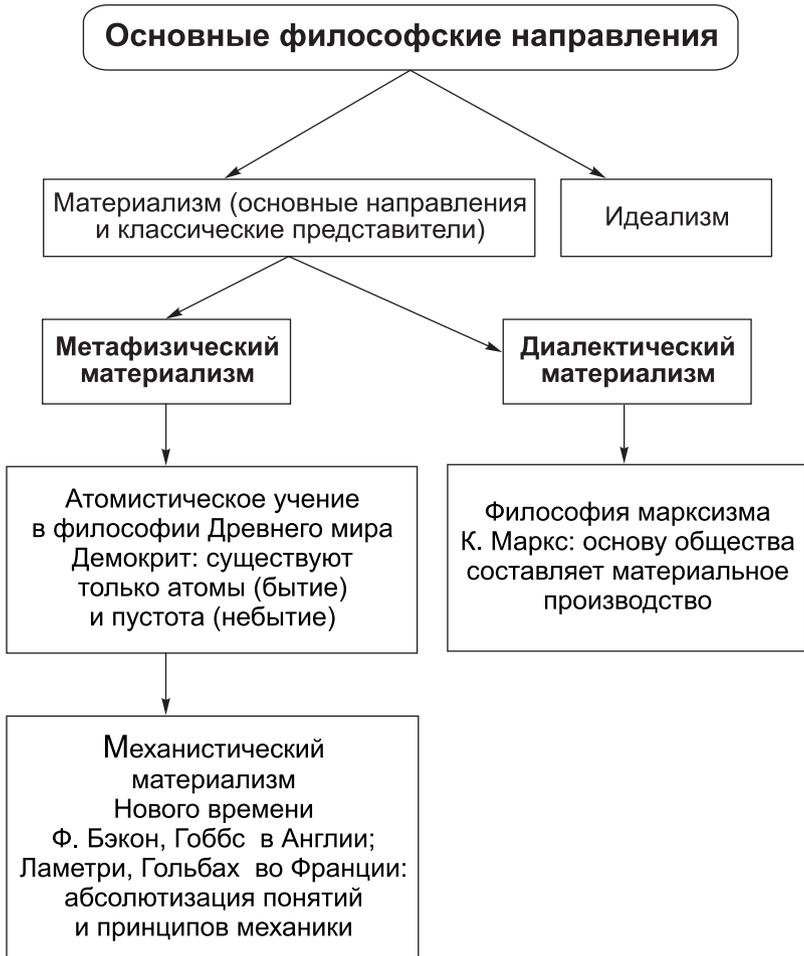 Основные философские направления
Материализм (основные направления
и классические представители)
Идеализм
Метафизический
материализм
Диалектический
материализм
Атомистическое учение
в философии Древнего мира
Демокрит: существуют
только атомы (бытие)
и пустота (небытие)
Философия марксизма
К. Маркс: основу общества
составляет материальное
производство
Механистический
материализм
Нового времени
Ф. Бэкон, Гоббс в Англии;
Ламетри, Гольбах во Франции:
абсолютизация понятий
и принципов механики